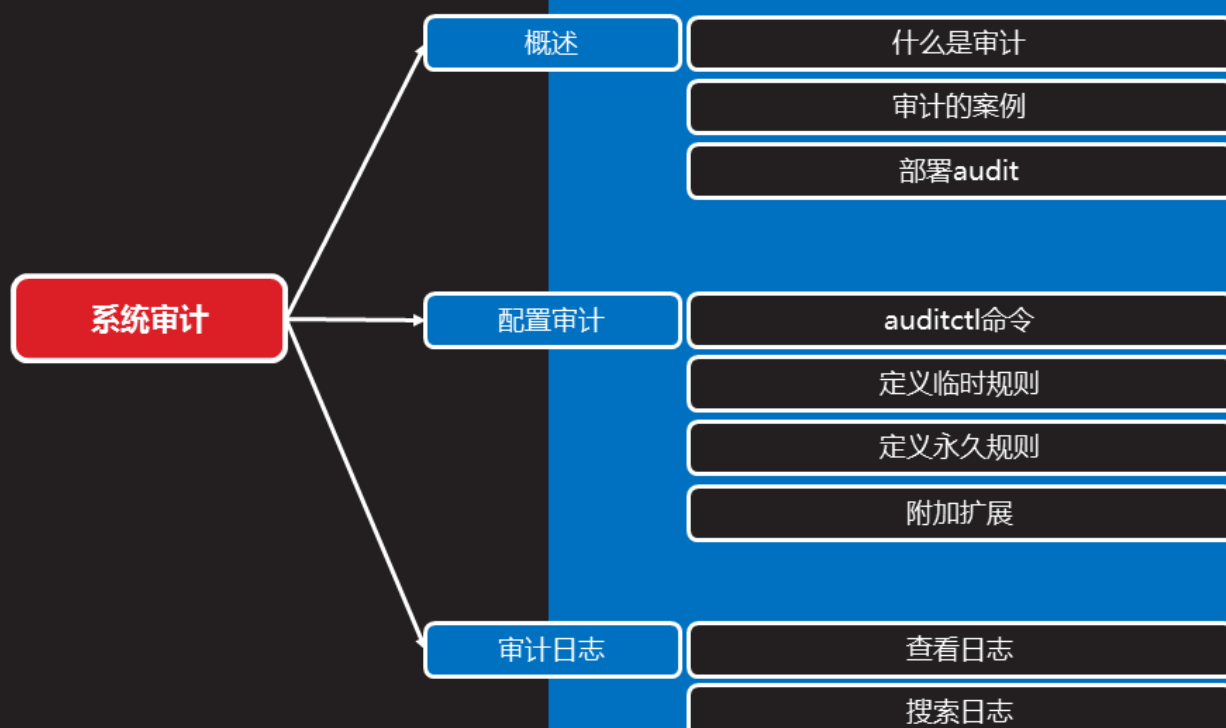 系统审计
概述
什么是审计
审计的案例
部署audit
配置审计
auditctl命令
定义临时规则
定义永久规则
附加扩展
审计日志
查看日志
搜索日志